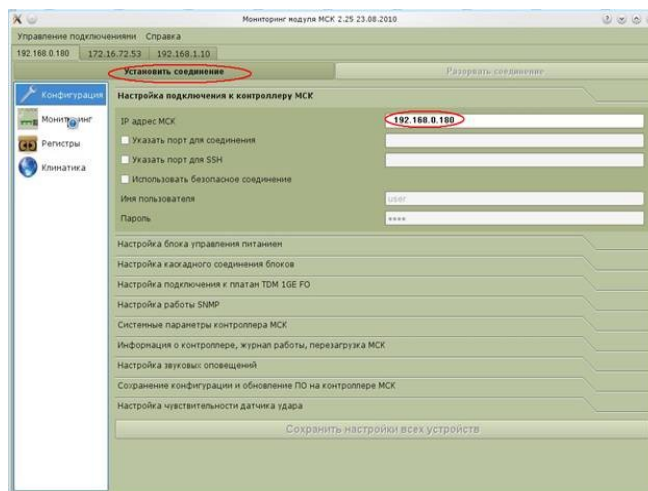 Мониторинг модуля МСК 2.25 23.08.2010
Управление подключениями Справка
192.168.0.180 172.16.72.53 192.168.1.10
Установить соединение Разорвать соединение
Конфигурация
Мониторинг
Регистры
Климатика
Настройка подключения к контроллеру МСК
IP адрес МСК 192.168.0.180
Указать порт для соединения
Указать порт для SSH
Использовать безопасное соединение
Имя пользователя user
Пароль ****
Настройка блока управления питанием
Настройка каскадного соединения блоков
Настройка подключения к платам TDM 1GE FO
Настройка работы SNMP
Системные параметры контроллера МСК
Информация о контроллере, журнал работы, перезагрузка МСК
Настройка звуковых оповещений
Сохранение конфигурации и обновление ПО на контроллере МСК
Настройка чувствительности датчика удара
Сохранить настройки всех устройств